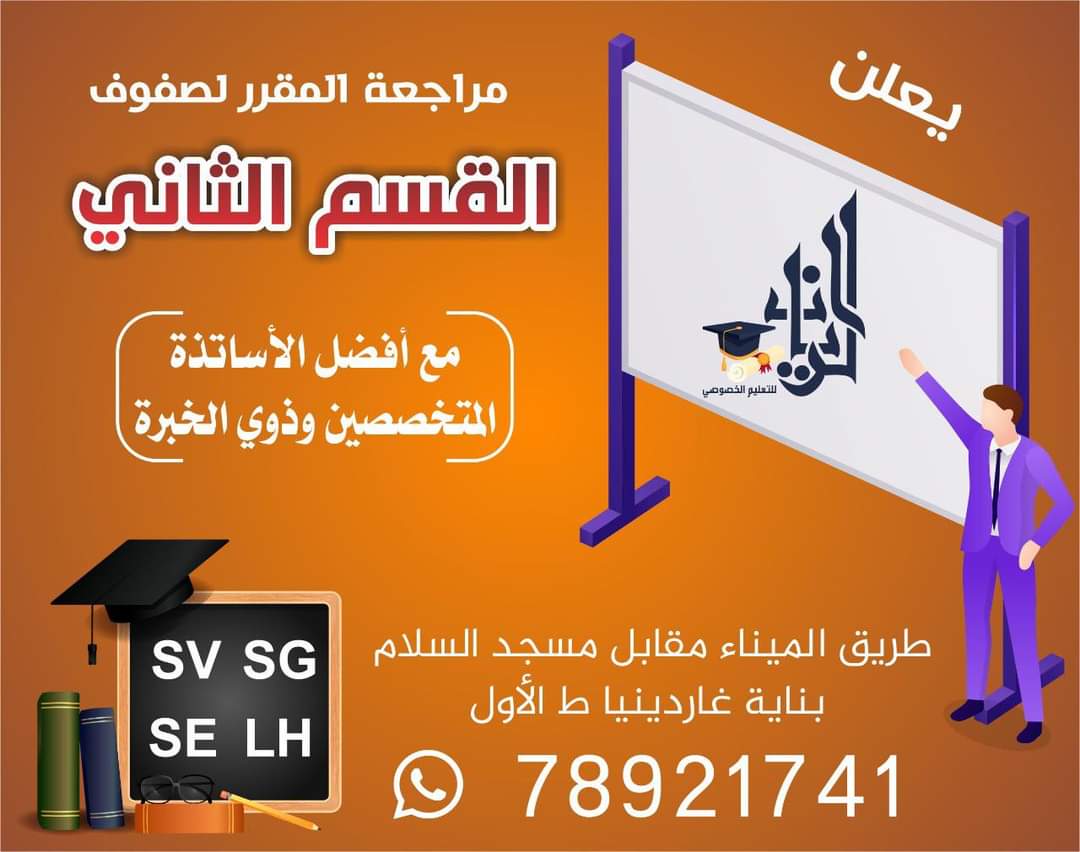 يعلن
للتعليم الخصوصي
مراجعة المقرر لصفوف
القسم الثاني
مع أفضل الأساتذة
المتخصصين وذوي الخبرة
SV SG
SE LH
طريق الميناء مقابل مسجد السلام
بناية غاردينيا ط الأول
78921741